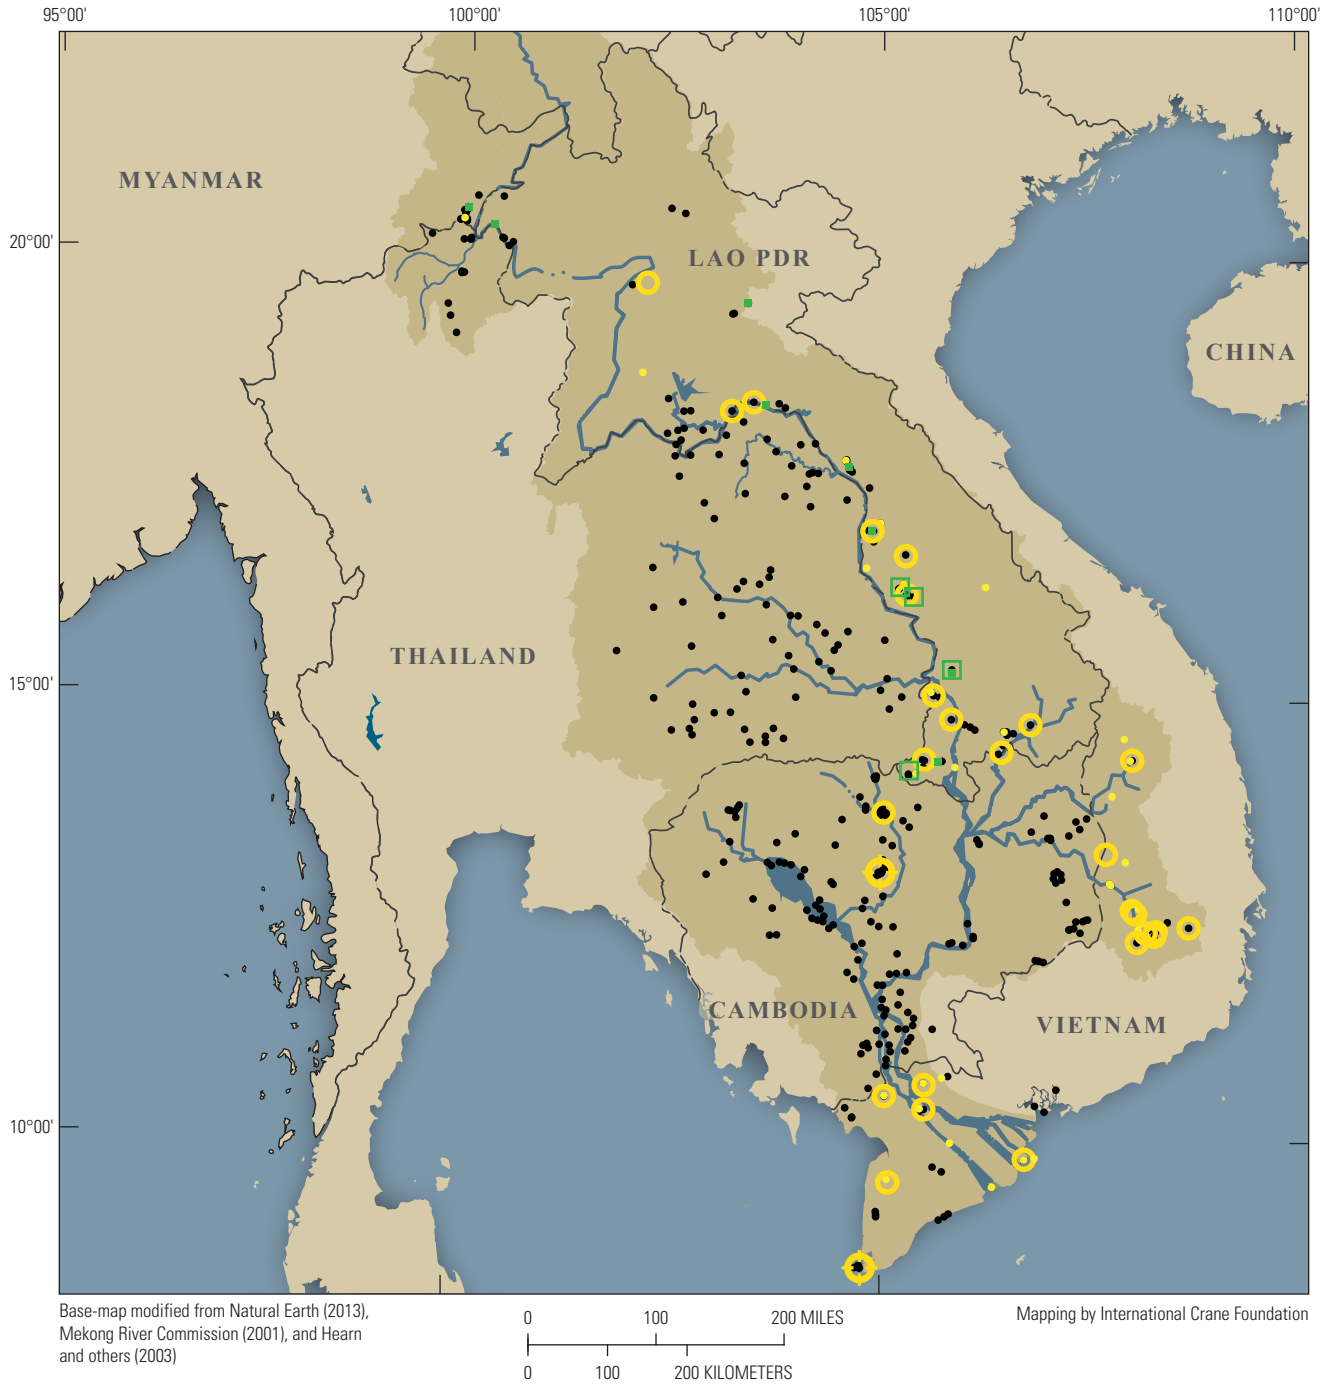 95°00' 100°00' 105°00' 110°00'
MYANMAR
20°00'
LAO PDR
CHINA
THAILAND
15°00'
CAMBODIA
VIETNAM
10°00'
Base-map modified from Natural Earth (2013),
Mekong River Commission (2001), and Hearn
and others (2003)
0 100 200 MILES
0 100 200 KILOMETERS
Mapping by International Crane Foundation